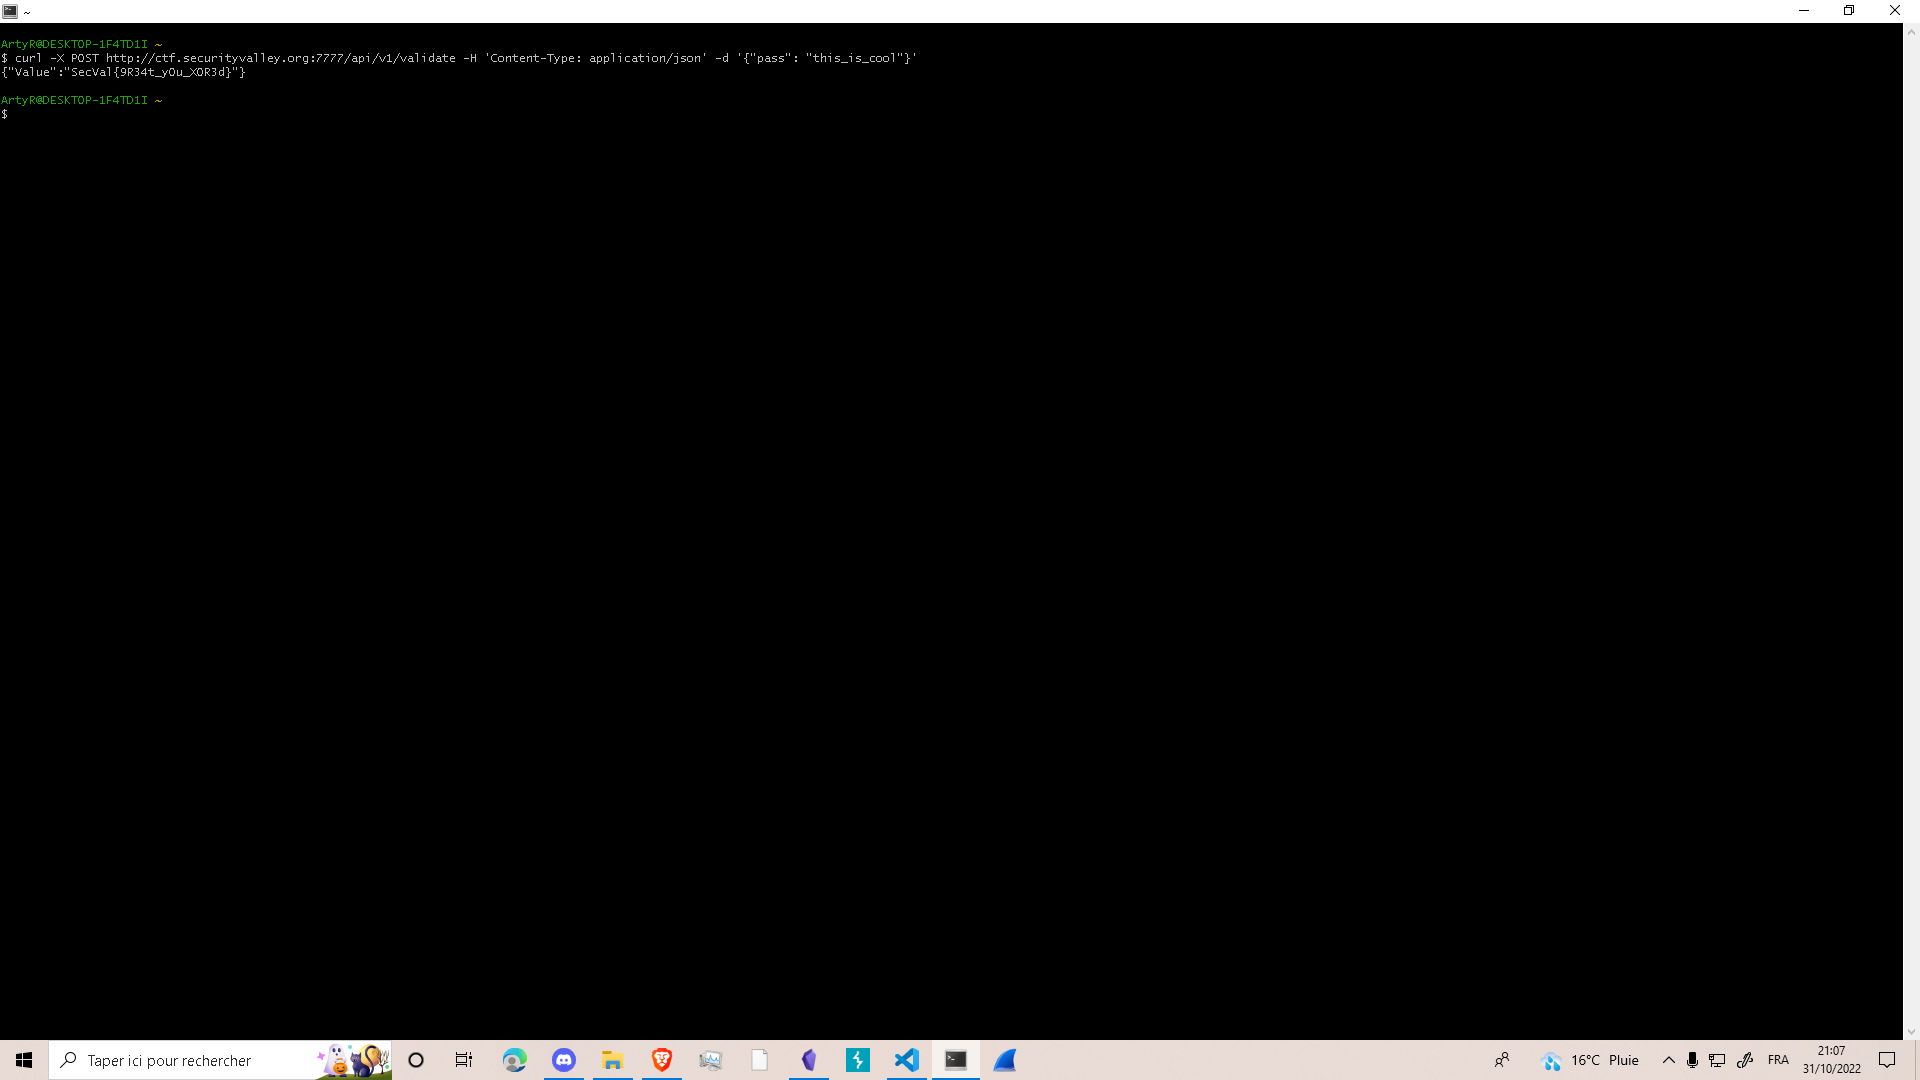 ~
ArtyR@DESKTOP-1F4TD1I ~
$ curl -X POST http://ctf.securityvalley.org:7777/api/v1/validate -H 'Content-Type: application/json' -d '{"pass": "this_is_cool"}'
{"Value":"SecVal{9R34t_y0u_XOR3d}"}
ArtyR@DESKTOP-1F4TD1I ~
$
Taper ici pour rechercher
16°C Pluie
FRA
21:07
31/10/2022